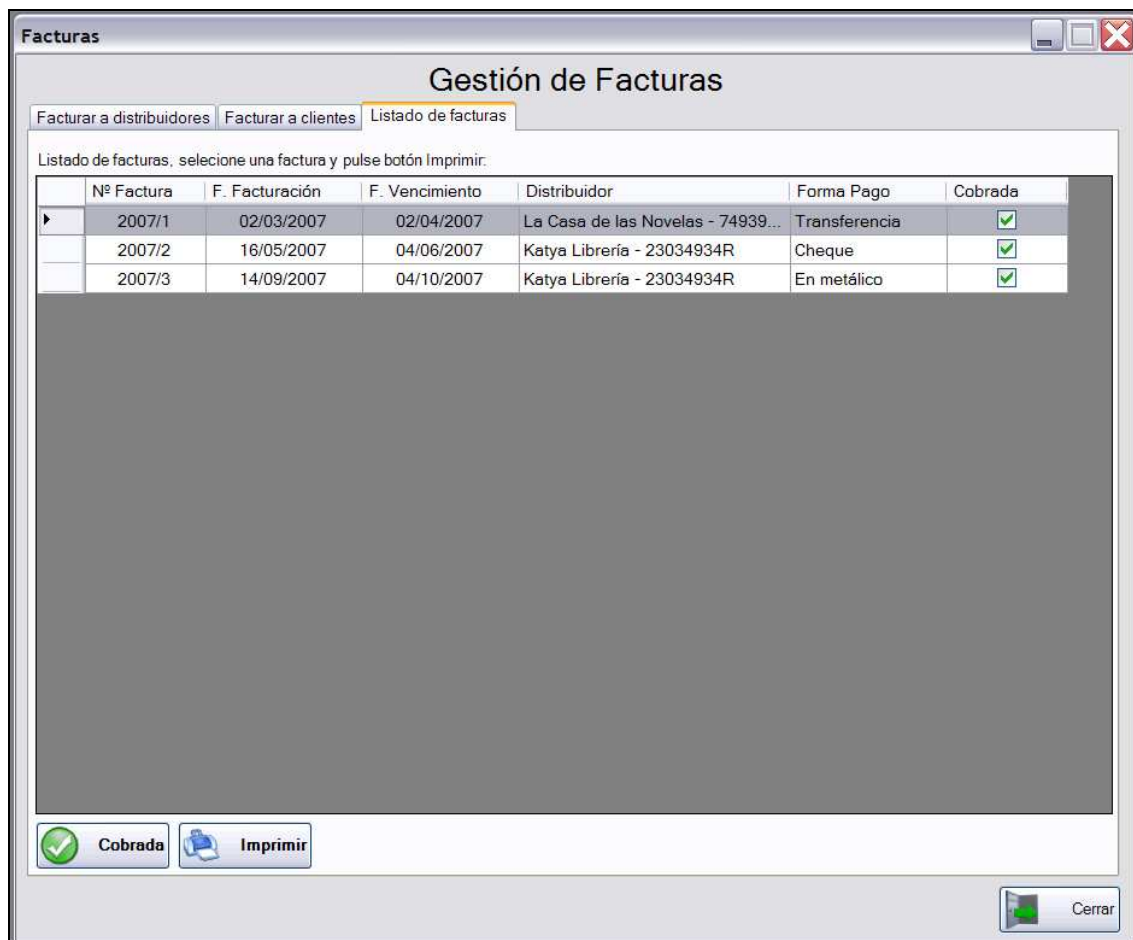 Facturas
Gestión de Facturas
Facturar a distribuidores Facturar a clientes Listado de facturas
Listado de facturas, selecione una factura y pulse botón Imprimir:
Nº Factura F. Facturación F. Vencimiento Distribuidor Forma Pago Cobrada
2007/1 02/03/2007 02/04/2007 La Casa de las Novelas - 74939... Transferencia
2007/2 16/05/2007 04/06/2007 Katya Librería - 23034934R Cheque
2007/3 14/09/2007 04/10/2007 Katya Librería - 23034934R En metálico
Cobrada Imprimir
Cerrar